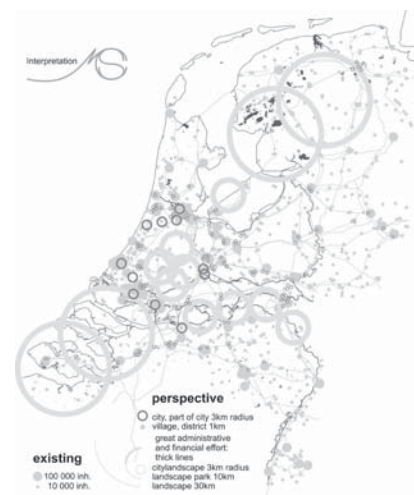 Interpretation MS
perspective
city, part of city 3km radius
village, district 1km
great administrative
and financial effort:
thick lines
citylandscape 3km radius
landscape park 10km
landscape 30km
existing
100 000 inh.
10 000 inh.